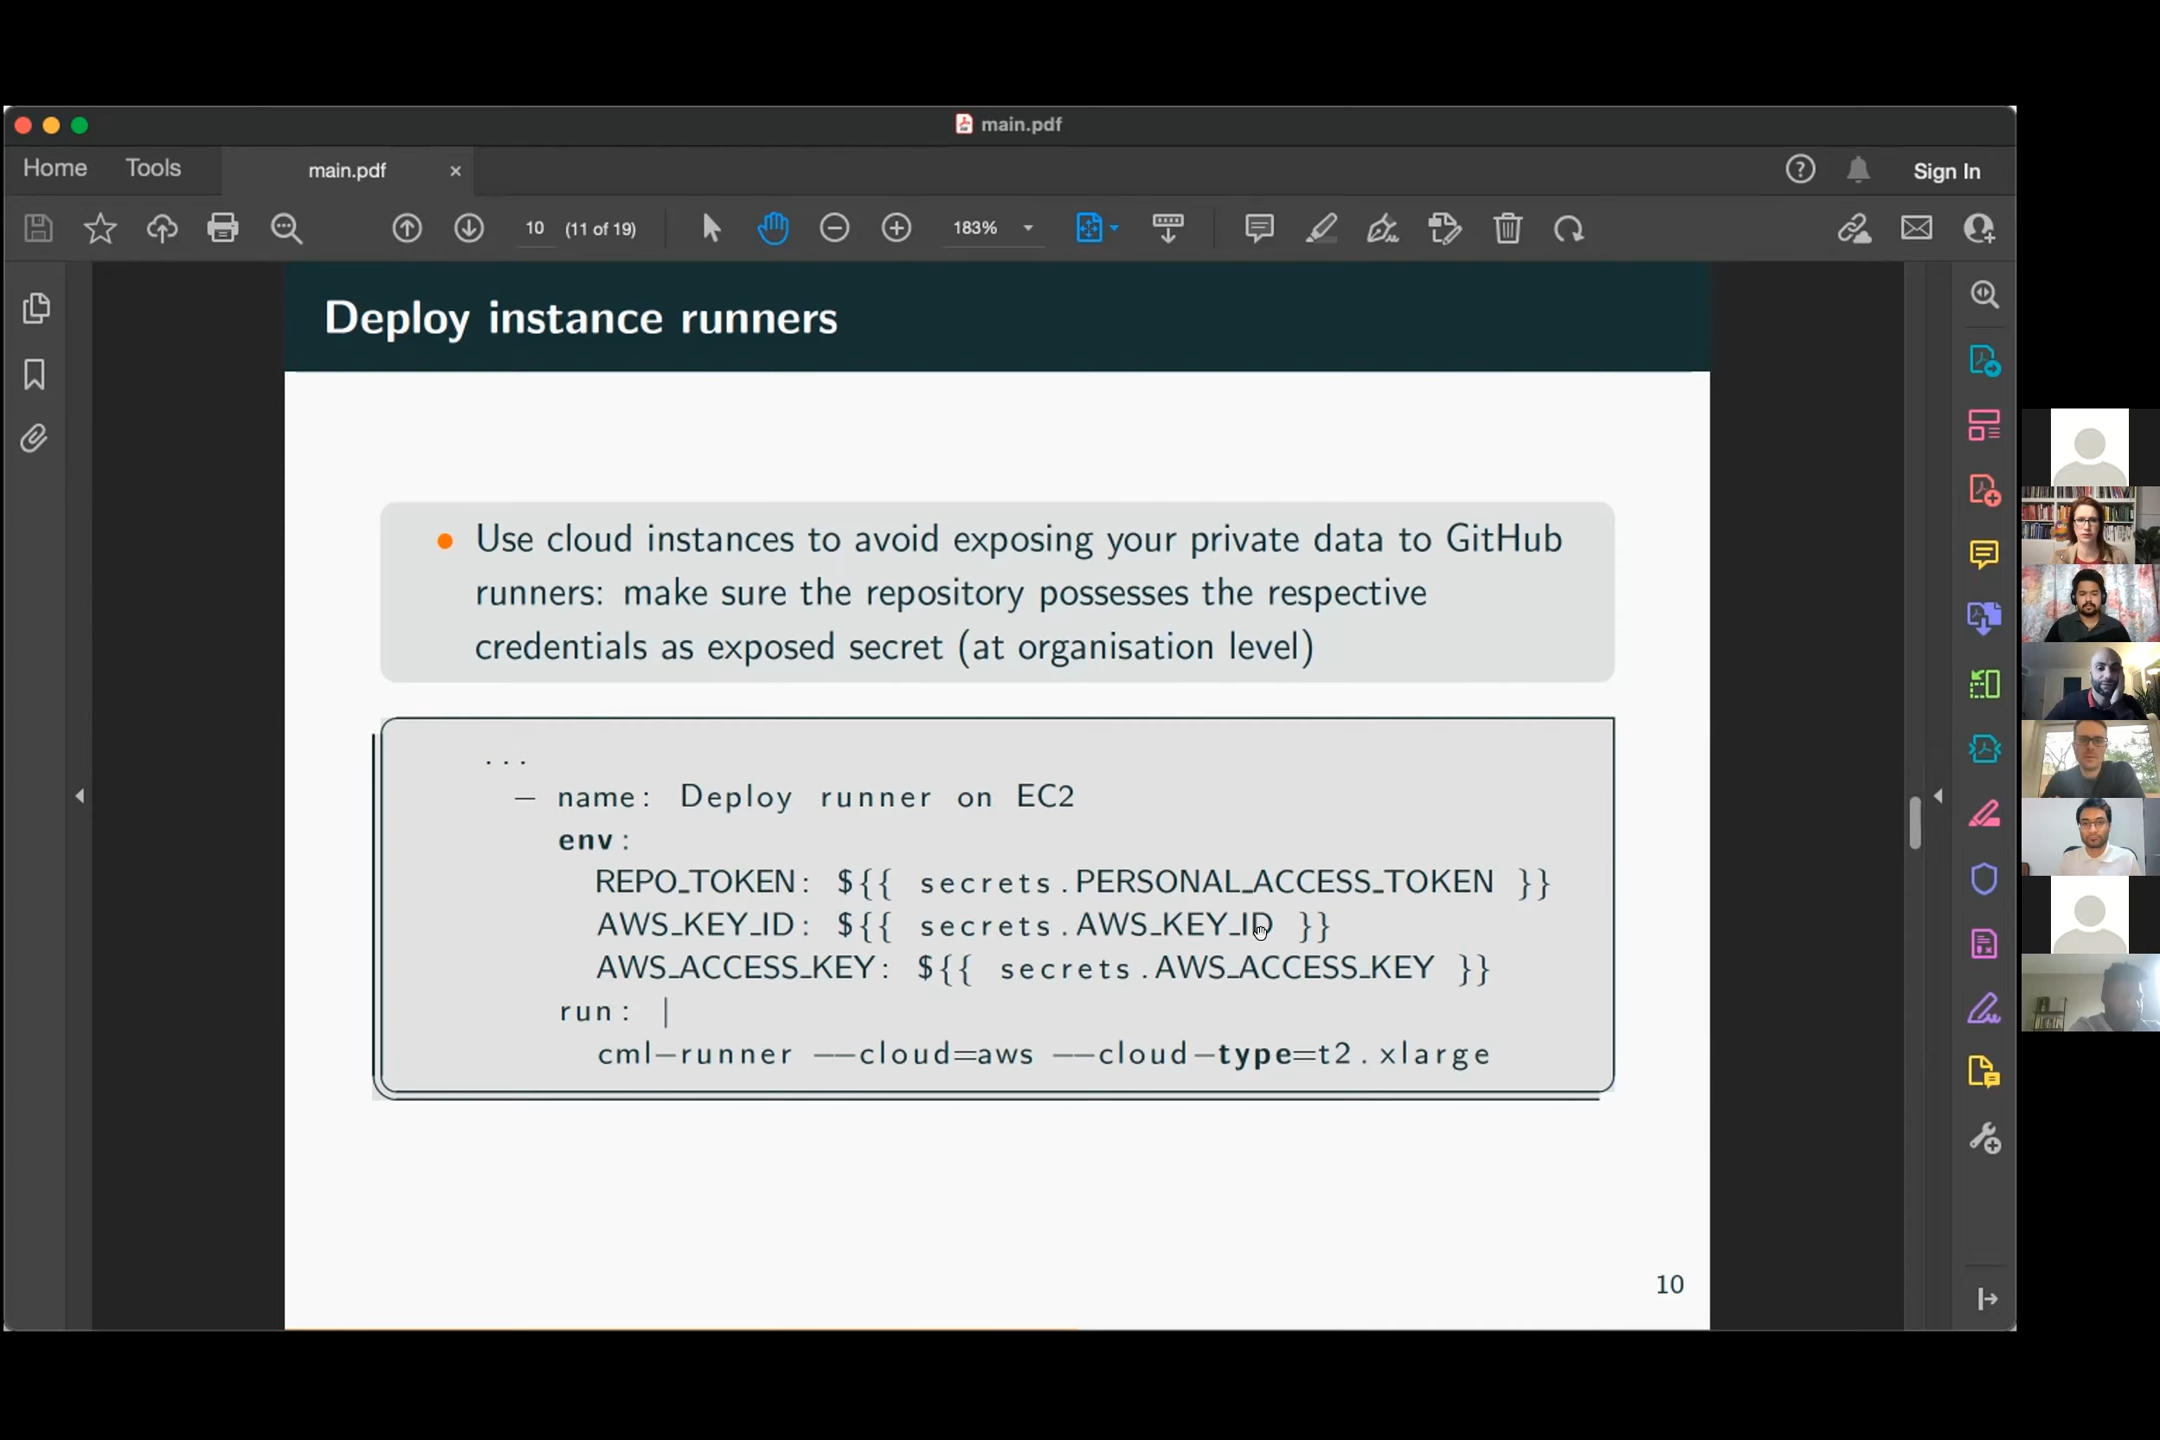 main.pdf
Home Tools main.pdf × Sign In
10 (11 of 19) 183%
Deploy instance runners
Use cloud instances to avoid exposing your private data to GitHub
runners: make sure the repository possesses the respective
credentials as exposed secret (at organisation level)
...
– name: Deploy runner on EC2
env:
REPO_TOKEN: ${{ secrets.PERSONAL_ACCESS_TOKEN }}
AWS_KEY_ID: ${{ secrets.AWS_KEY_ID }}
AWS_ACCESS_KEY: ${{ secrets.AWS_ACCESS_KEY }}
run: |
cml–runner ––cloud=aws ––cloud–type=t2.xlarge
10